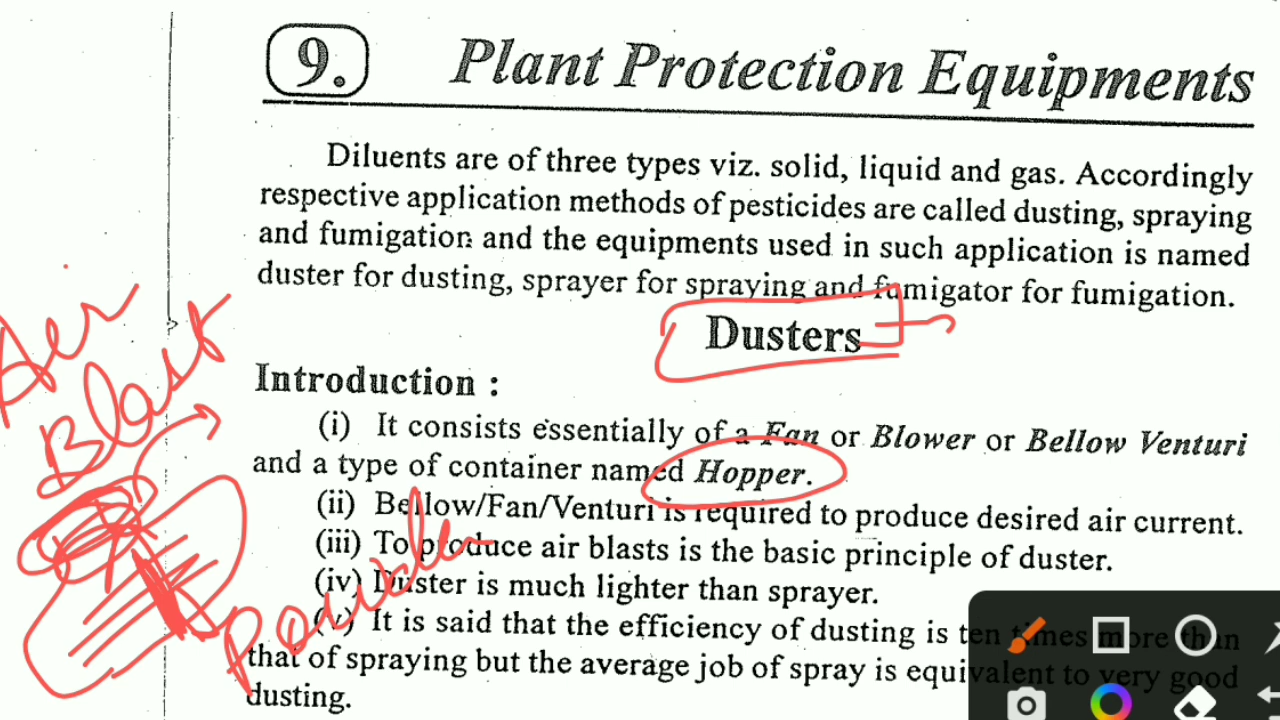 9. Plant Protection Equipments
Diluents are of three types viz. solid, liquid and gas. Accordingly
respective application methods of pesticides are called dusting, spraying
and fumigation and the equipments used in such application is named
duster for dusting, sprayer for spraying and fumigator for fumigation.
Dusters
Introduction :
(i) It consists essentially of a Fan or Blower or Bellow Venturi
and a type of container named Hopper.
(ii) Bellow/Fan/Venturi is required to produce desired air current.
(iii) To produce air blasts is the basic principle of duster.
(iv) Duster is much lighter than sprayer.
(v) It is said that the efficiency of dusting is ten times more than
that of spraying but the average job of spray is equivalent to very good
dusting.
Blast